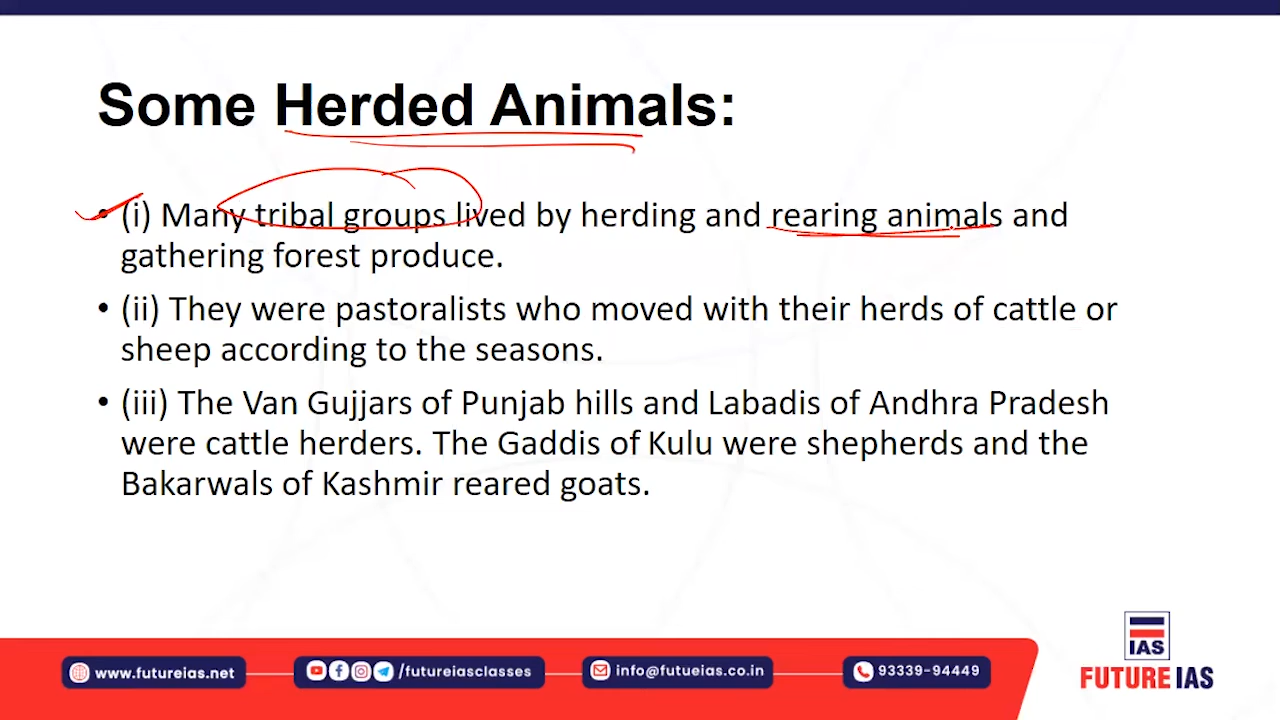 Some Herded Animals:
• (i) Many tribal groups lived by herding and rearing animals and
gathering forest produce.
• (ii) They were pastoralists who moved with their herds of cattle or
sheep according to the seasons.
• (iii) The Van Gujjars of Punjab hills and Labadis of Andhra Pradesh
were cattle herders. The Gaddis of Kulu were shepherds and the
Bakarwals of Kashmir reared goats.
IAS
FUTURE IAS
www.futureias.net
/futureiasclasses
info@futueias.co.in
93339-94449